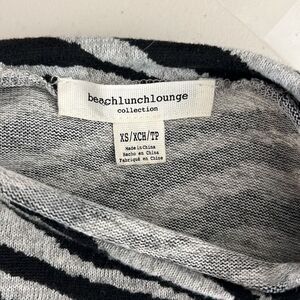 beachlunchlounge
collection
XS/XCH/TP
Made in China
Hecho en China
Fabriqué en Chine